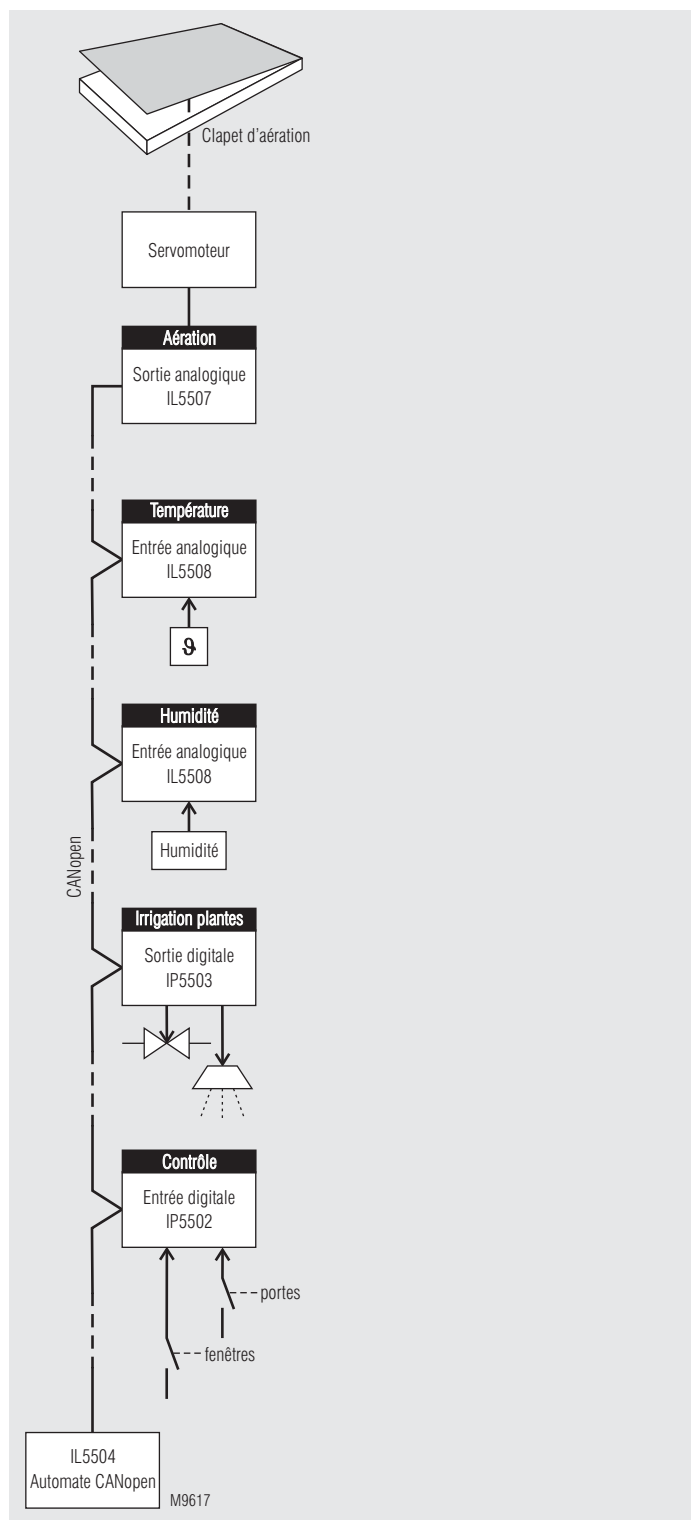 Clapet d'aération
Servomoteur
Aération
Sortie analogique
IL5507
Température
Entrée analogique
IL5508
ϑ
Humidité
Entrée analogique
IL5508
Humidité
CANopen
Irrigation plantes
Sortie digitale
IP5503
Contrôle
Entrée digitale
IP5502
portes
fenêtres
IL5504
Automate CANopen
M9617